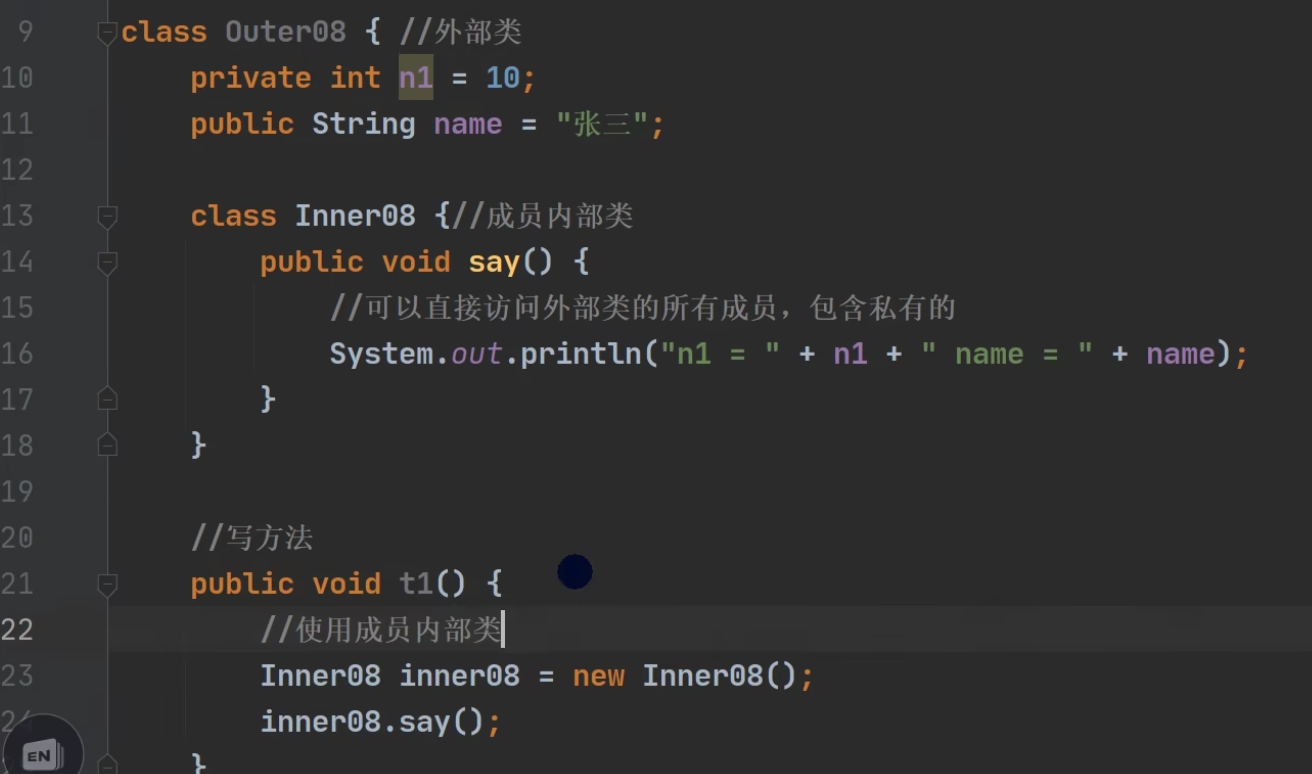 9 class Outer08 { //外部类
10 private int n1 = 10;
11 public String name = "张三";
12
13 class Inner08 {//成员内部类
14 public void say() {
15 //可以直接访问外部类的所有成员，包含私有的
16 System.out.println("n1 = " + n1 + " name = " + name);
17 }
18 }
19
20 //写方法
21 public void t1() {
22 //使用成员内部类
23 Inner08 inner08 = new Inner08();
24 inner08.say();
}
EN